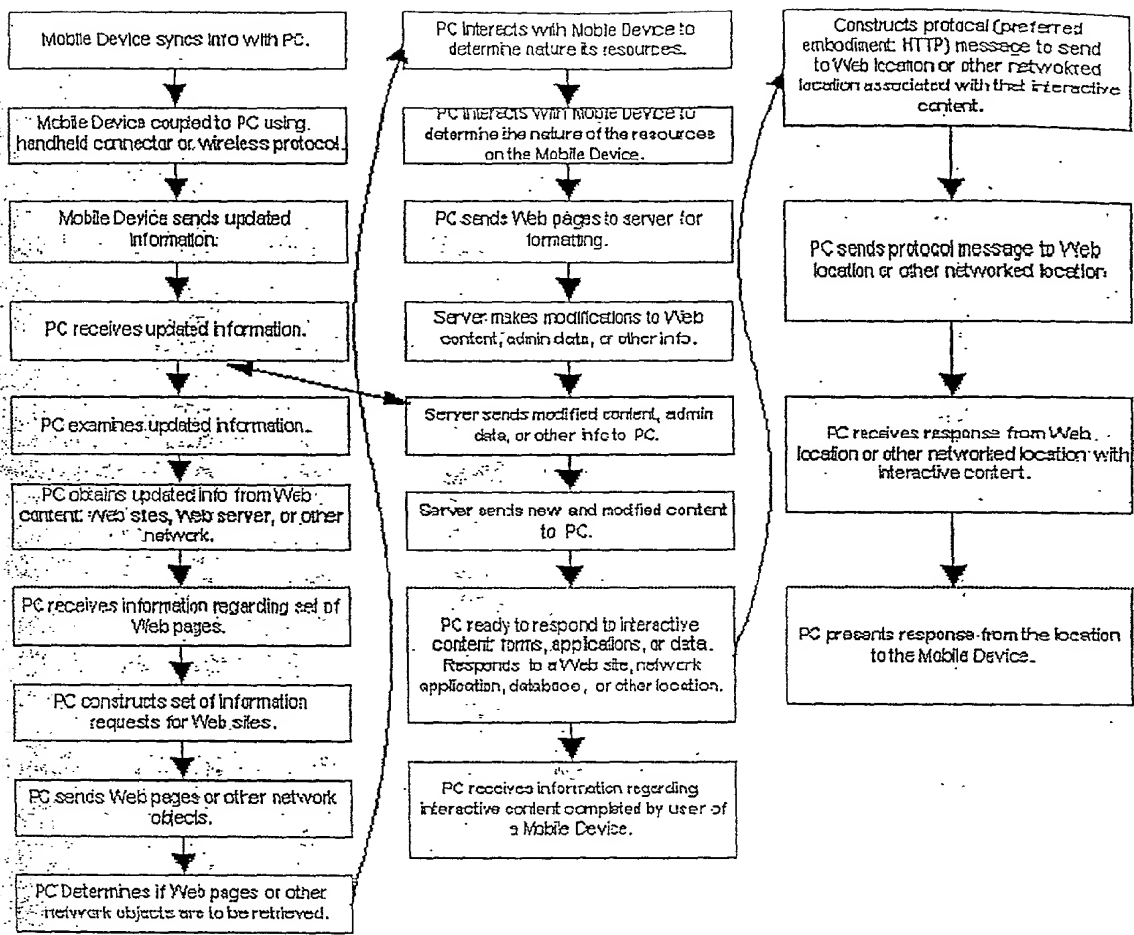 Mobile Device syncs info with PC.
Mobile Device coupled to PC using
handheld connector or wireless protocol.
Mobile Device sends updated
information.
PC receives updated information.
PC examines updated information.
PC obtains updated info from Web
content: Web sites, Web server, or other
network.
PC receives information regarding set of
Web pages.
PC constructs set of information
requests for Web sites.
PC sends Web pages or other network
objects.
PC Determines if Web pages or other
network objects are to be retrieved.
PC interects with Mobile Device to
determine nature its resources.
PC interects with Mobile Device to
determine the nature of the resources
on the Mobile Device.
PC sends Web pages to server for
formatting.
Server makes modifications to Web
content, admin data, or other info.
Server sends modified content, admin
data, or other info to PC.
Server sends new and modified content
to PC.
PC ready to respond to interactive
content: forms, applications, or data.
Responds to a Web site, network
application, database, or other location.
PC receives information regarding
interactive content completed by user of
a Mobile Device.
Constructs protocal (preferred
embodiment: HTTP) message to send
to Web location or other networked
location associated with that interactive
content.
PC sends protocol message to Web
location or other networked location
PC receives response from Web
location or other networked location with
interactive content.
PC presents response from the location
to the Mobile Device.